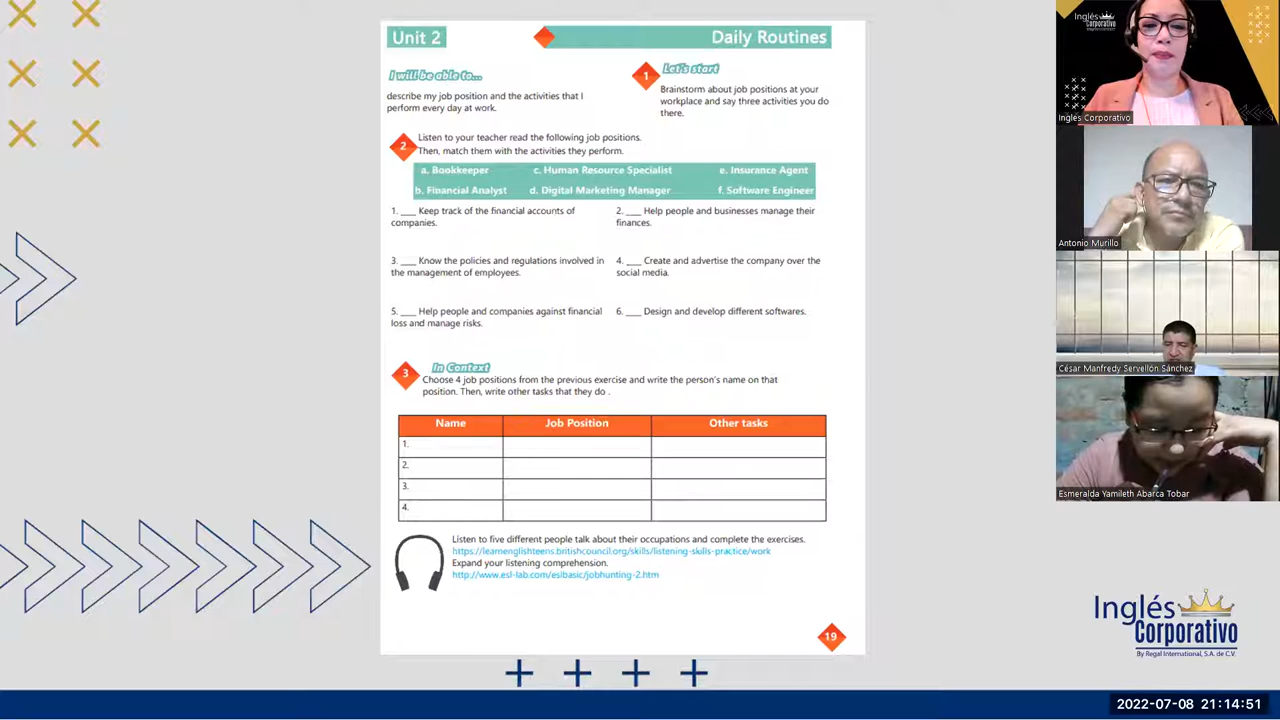 Unit 2
Daily Routines
I will be able to...
describe my job position and the activities that I
perform every day at work.
1
Let's start
Brainstorm about job positions at your
workplace and say three activities you do
there.
2
Listen to your teacher read the following job positions.
Then, match them with the activities they perform.
a. Bookkeeper c. Human Resource Specialist e. Insurance Agent
b. Financial Analyst d. Digital Marketing Manager f. Software Engineer
1. ___ Keep track of the financial accounts of
companies.
2. ___ Help people and businesses manage their
finances.
3. ___ Know the policies and regulations involved in
the management of employees.
4. ___ Create and advertise the company over the
social media.
5. ___ Help people and companies against financial
loss and manage risks.
6. ___ Design and develop different softwares.
3
In Context
Choose 4 job positions from the previous exercise and write the person's name on that
position. Then, write other tasks that they do .
Name Job Position Other tasks
1.
2.
3.
4.
Listen to five different people talk about their occupations and complete the exercises.
https://learnenglishteens.britishcouncil.org/skills/listening-skills-practice/work
Expand your listening comprehension.
http://www.esl-lab.com/eslbasic/jobhunting-2.htm
19
Inglés
Corporativo
Inglés Corporativo
Antonio Murillo
César Manfredy Servellón Sánchez
Esmeralda Yamileth Abarca Tobar
Inglés
Corporativo
By Regal International, S.A. de C.V.
2022-07-08 21:14:51